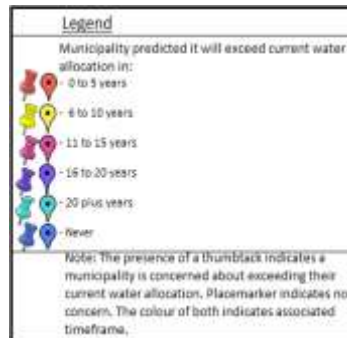 Legend
Municipality predicted it will exceed current water
allocation in:
- 0 to 5 years
- 6 to 10 years
- 11 to 15 years
- 16 to 20 years
- 20 plus years
- Never
Note: The presence of a thumbtack indicates a
municipality is concerned about exceeding their
current water allocation. Placemarker indicates no
concern. The colour of both indicates associated
timeframe.